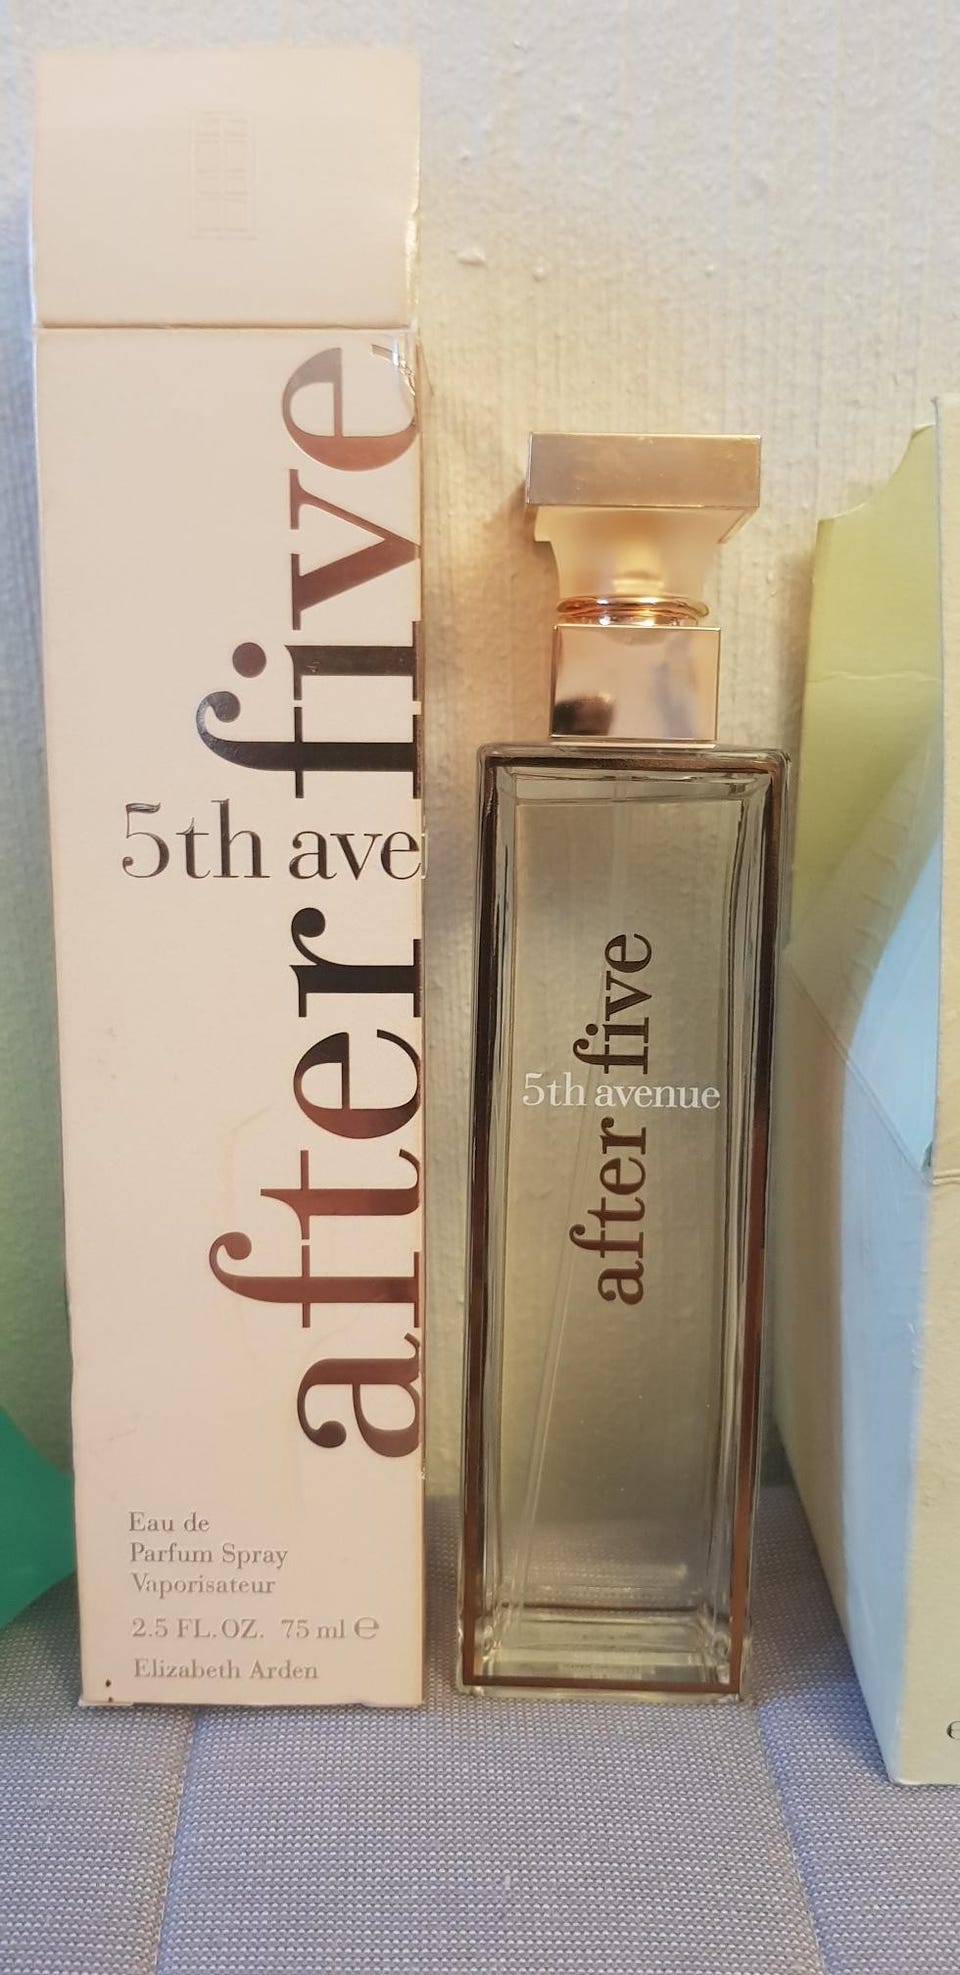 after five
5th ave
Eau de
Parfum Spray
Vaporisateur
2.5 FL.OZ. 75 ml ℮
Elizabeth Arden
after five
5th avenue